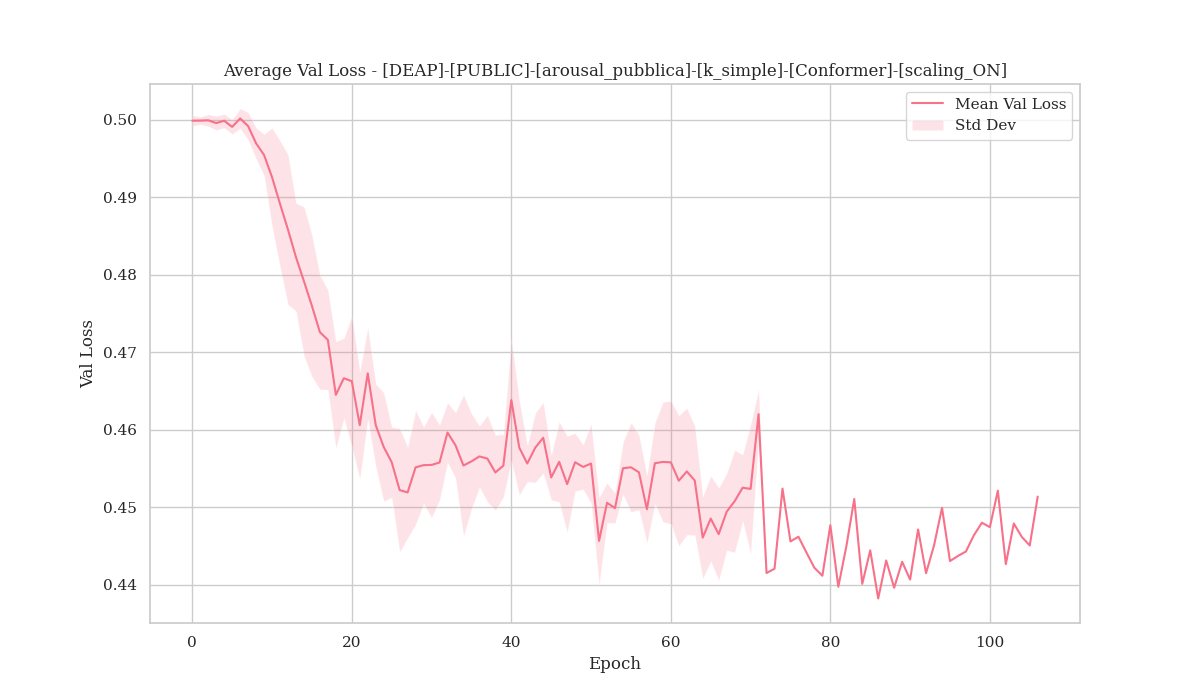 Average Val Loss - [DEAP]-[PUBLIC]-[arousal_pubblica]-[k_simple]-[Conformer]-[scaling_ON]
Mean Val Loss
Std Dev
0.50
0.49
0.48
0.47
0.46
0.45
0.44
Val Loss
0 20 40 60 80 100
Epoch